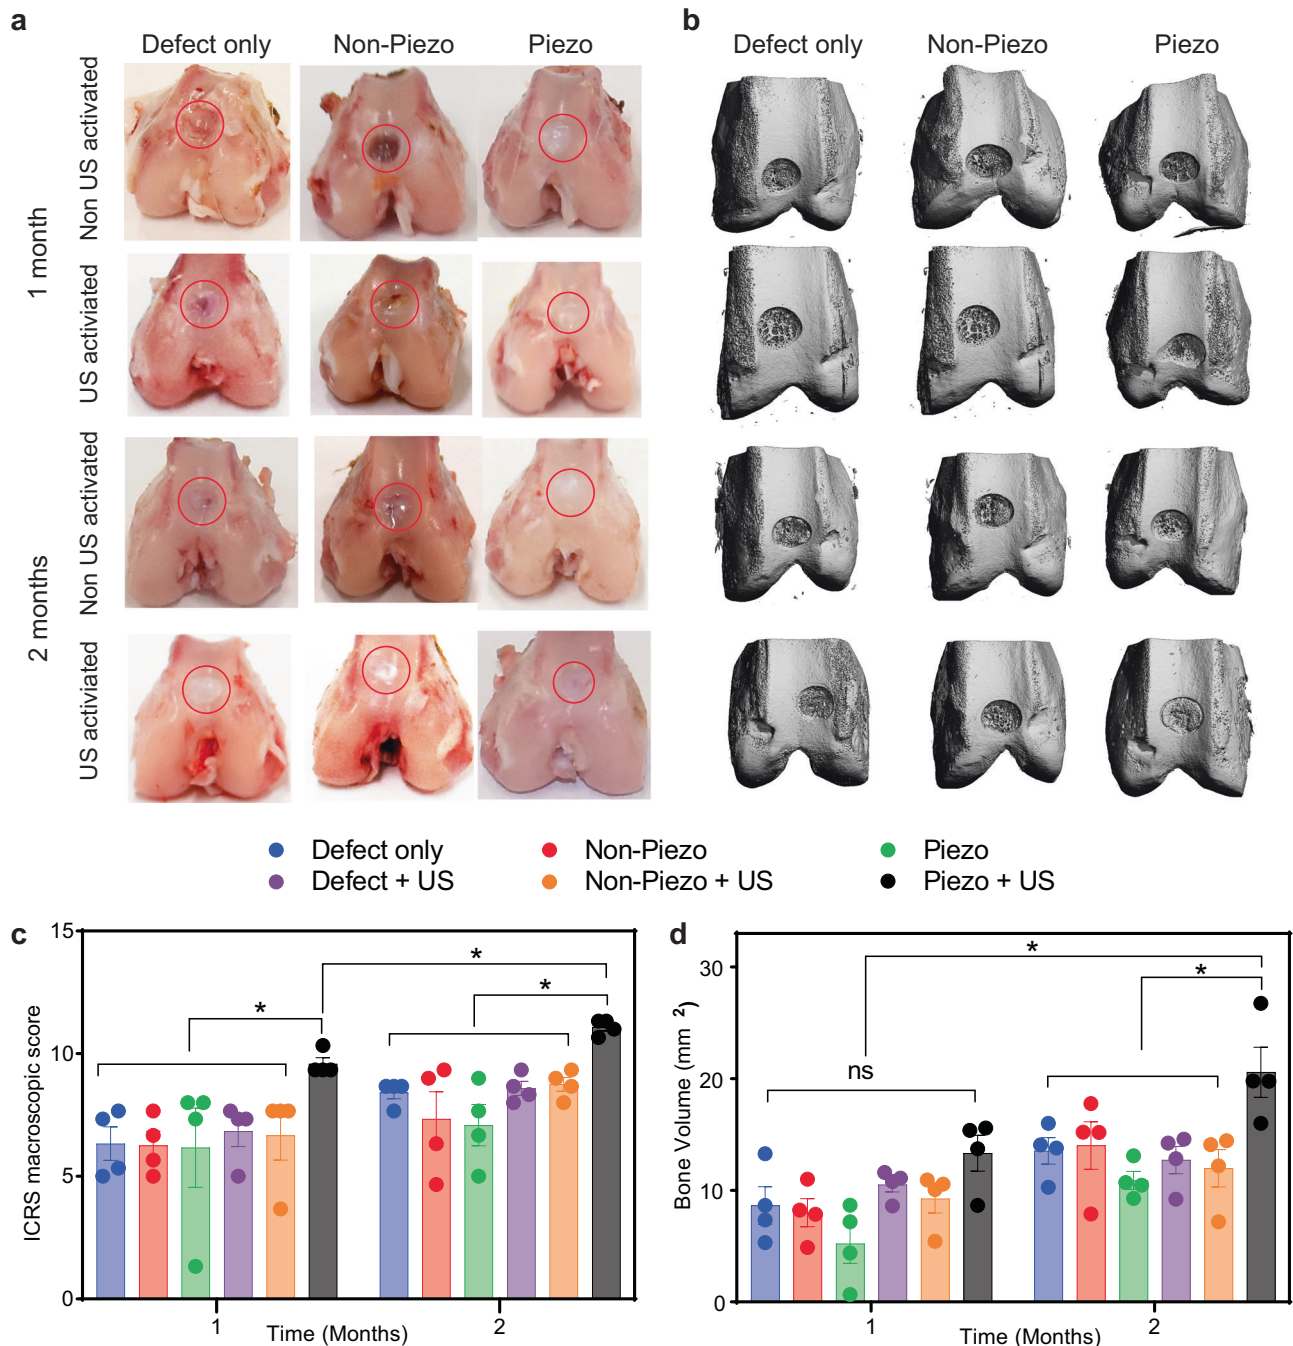 a
Defect only Non-Piezo Piezo
1 month
Non US activated
US activiated
2 months
Non US activated
US activiated
b
Defect only Non-Piezo Piezo
Defect only Non-Piezo Piezo
Defect + US Non-Piezo + US Piezo + US
c
ICRS macroscopic score
15
10
5
0
*
*
*
1 2
Time (Months)
d
Bone Volume (mm 2)
30
20
10
0
*
*
ns
1 2
Time (Months)